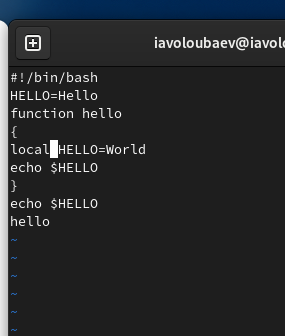 iavoloubaev@iavol
#!/bin/bash
HELLO=Hello
function hello
{
local HELLO=World
echo $HELLO
}
echo $HELLO
hello
~
~
~
~
~
~